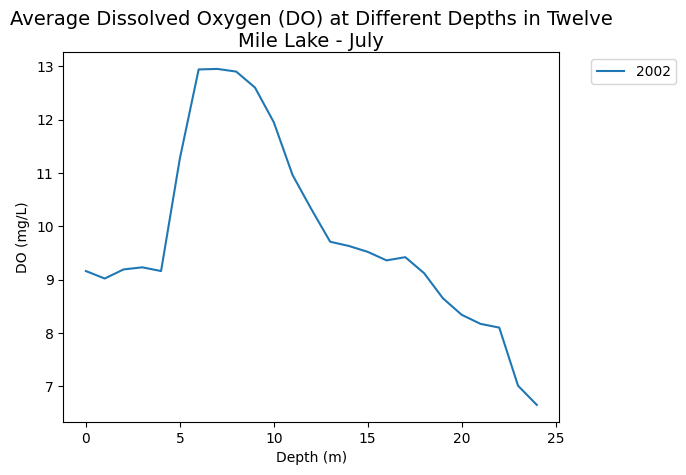 Average Dissolved Oxygen (DO) at Different Depths in Twelve
Mile Lake - July
2002
13
12
11
10
9
8
7
DO (mg/L)
0 5 10 15 20 25
Depth (m)